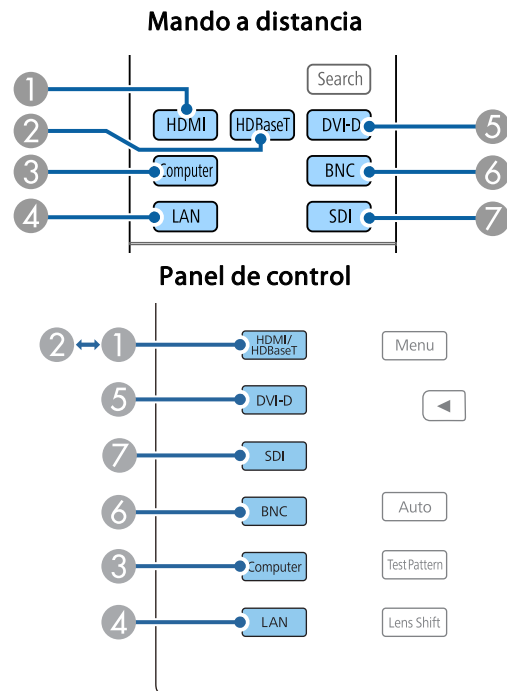 Mando a distancia
Search
1
HDMI
HDBaseT
DVI-D
5
2
3
Computer
BNC
6
4
LAN
SDI
7
Panel de control
2
1
HDMI/
HDBaseT
Menu
5
DVI-D
◄
7
SDI
6
BNC
Auto
3
Computer
Test Pattern
4
LAN
Lens Shift